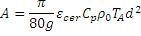 A = π/80g ε_cer C_p ρ_0 T_A d^2